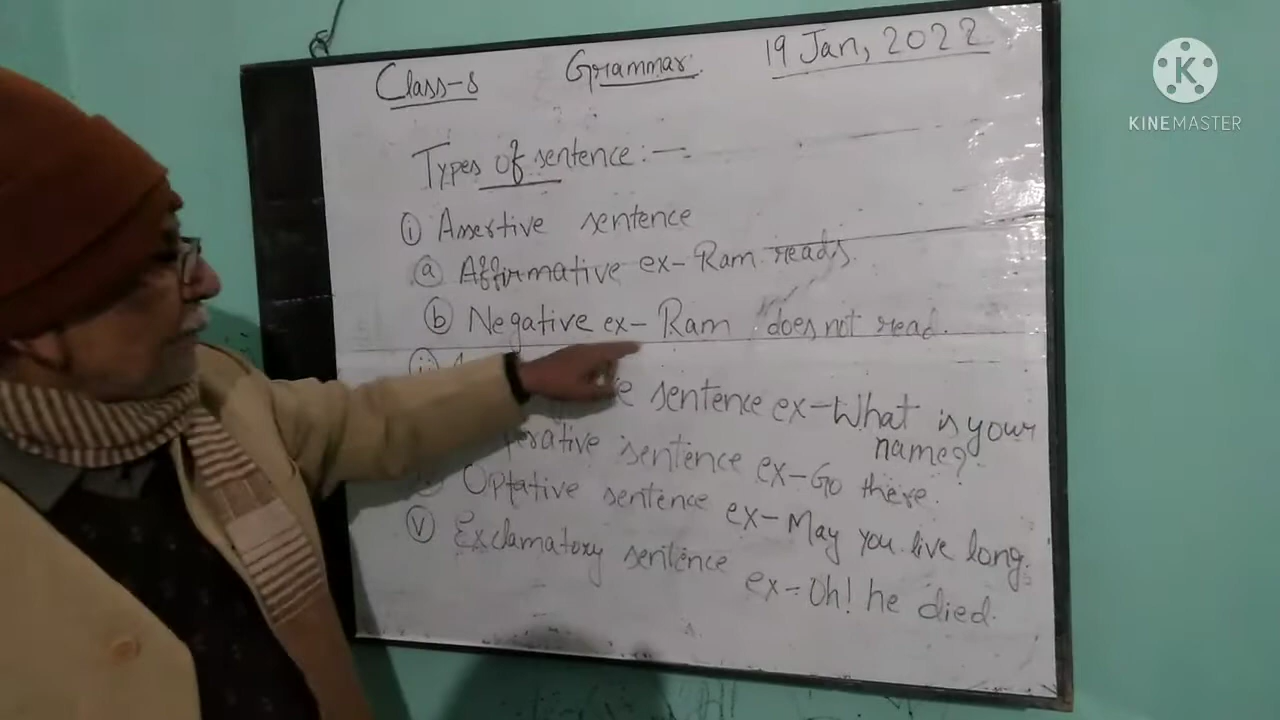 Class-8 Grammar. 19 Jan, 2022
Types of sentence:-
i Assertive sentence
a Affirmative ex- Ram reads.
b Negative ex- Ram does not read.
sentence ex- What is your
name?
sentence ex- Go there.
Optative sentence ex- May you live long.
v Exclamatory sentence
ex- Oh! he died.
K
KINEMASTER